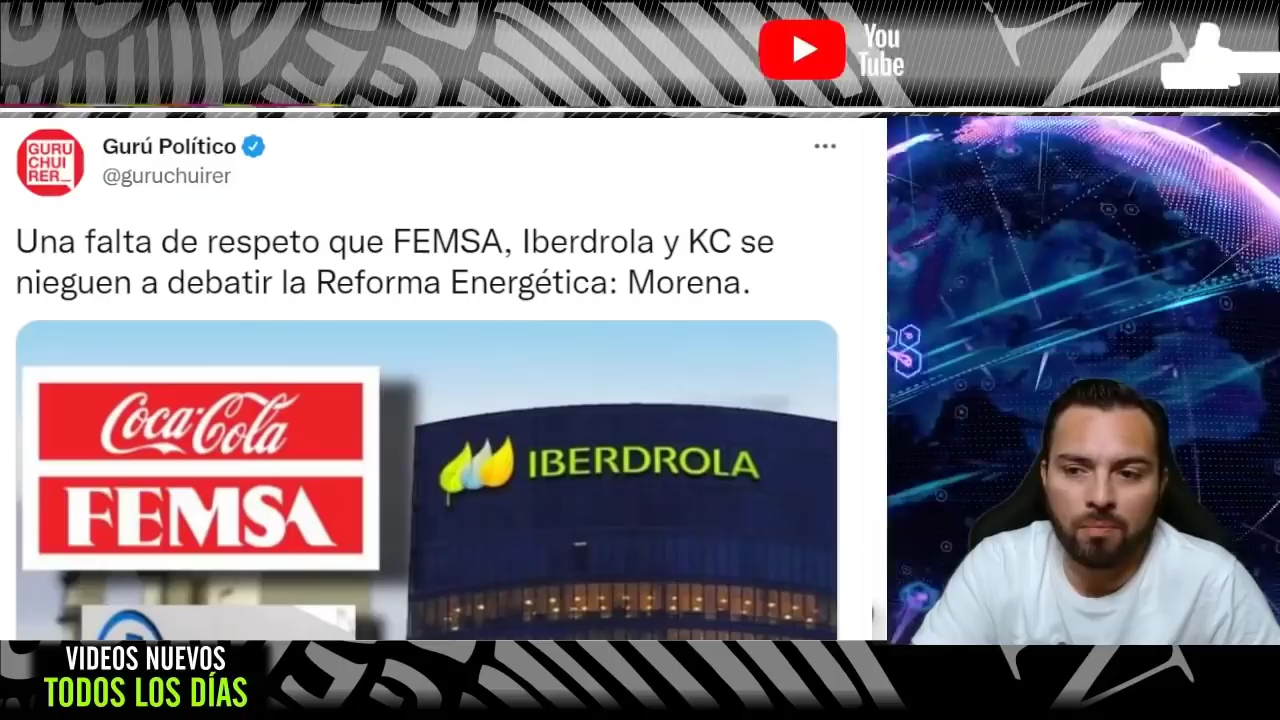 You
Tube
GURU
CHUI
RER_
Gurú Político
@guruchuirer
Una falta de respeto que FEMSA, Iberdrola y KC se
nieguen a debatir la Reforma Energética: Morena.
Coca-Cola
FEMSA
IBERDROLA
VIDEOS NUEVOS
TODOS LOS DÍAS